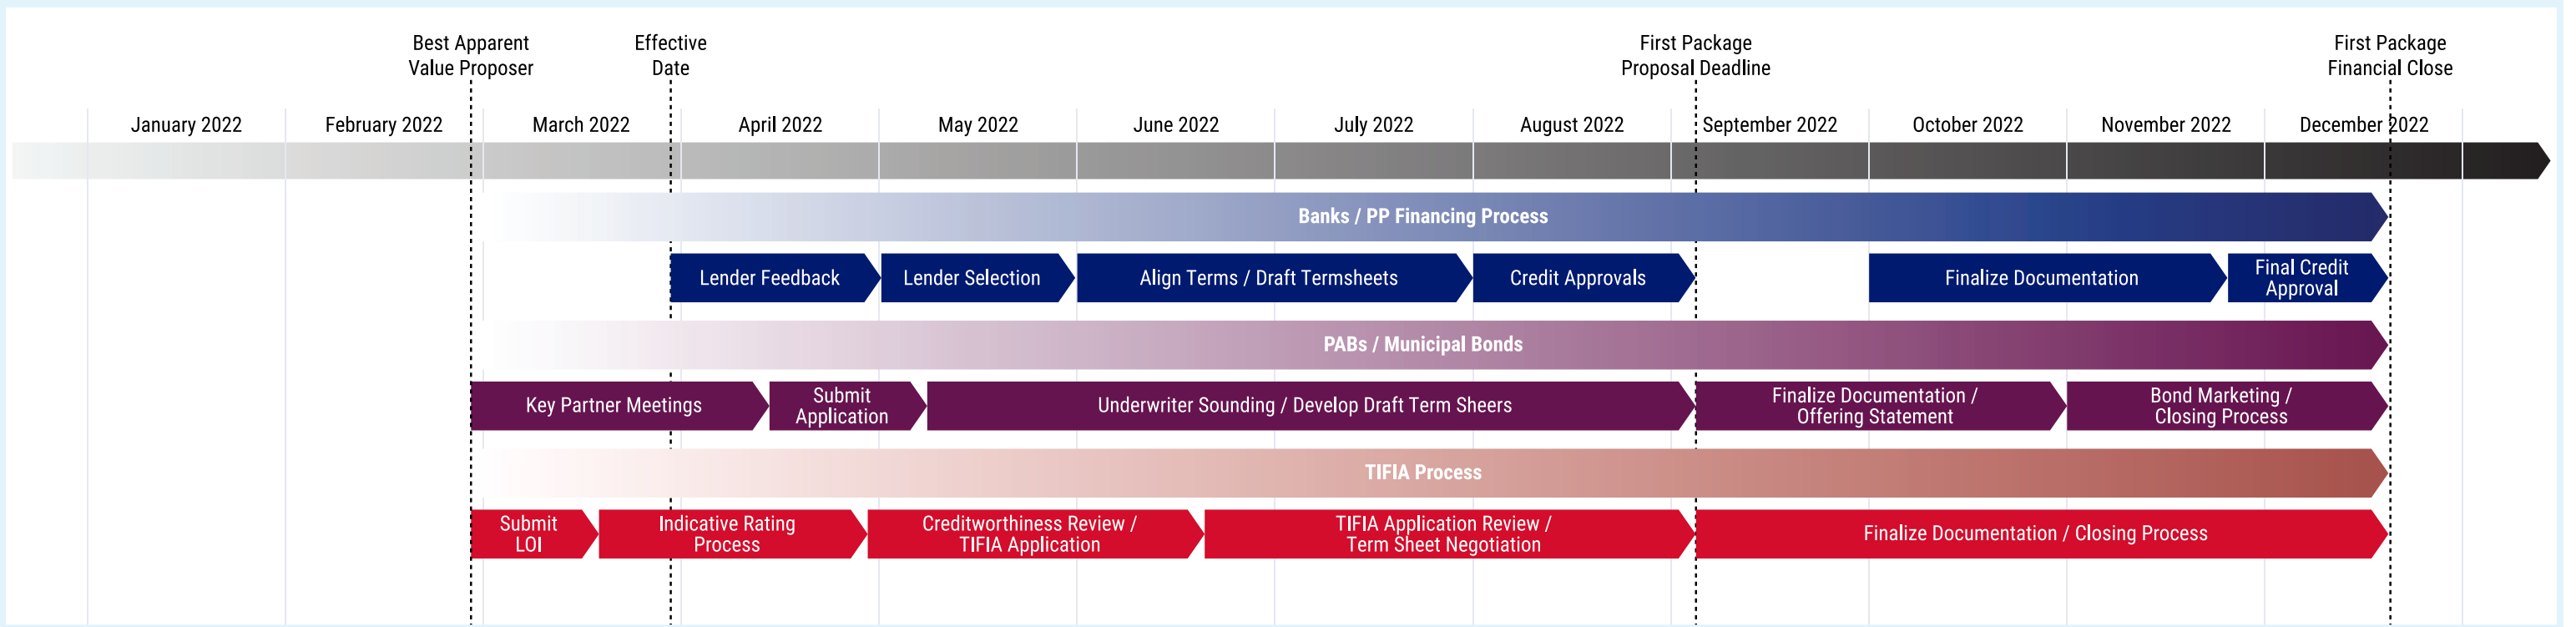 Best Apparent
Value Proposer
Effective
Date
First Package
Proposal Deadline
First Package
Financial Close
January 2022
February 2022
March 2022
April 2022
May 2022
June 2022
July 2022
August 2022
September 2022
October 2022
November 2022
December 2022
Banks / PP Financing Process
Lender Feedback
Lender Selection
Align Terms / Draft Termsheets
Credit Approvals
Finalize Documentation
Final Credit
Approval
PABs / Municipal Bonds
Key Partner Meetings
Submit
Application
Underwriter Sounding / Develop Draft Term Sheers
Finalize Documentation /
Offering Statement
Bond Marketing /
Closing Process
TIFIA Process
Submit
LOI
Indicative Rating
Process
Creditworthiness Review /
TIFIA Application
TIFIA Application Review /
Term Sheet Negotiation
Finalize Documentation / Closing Process